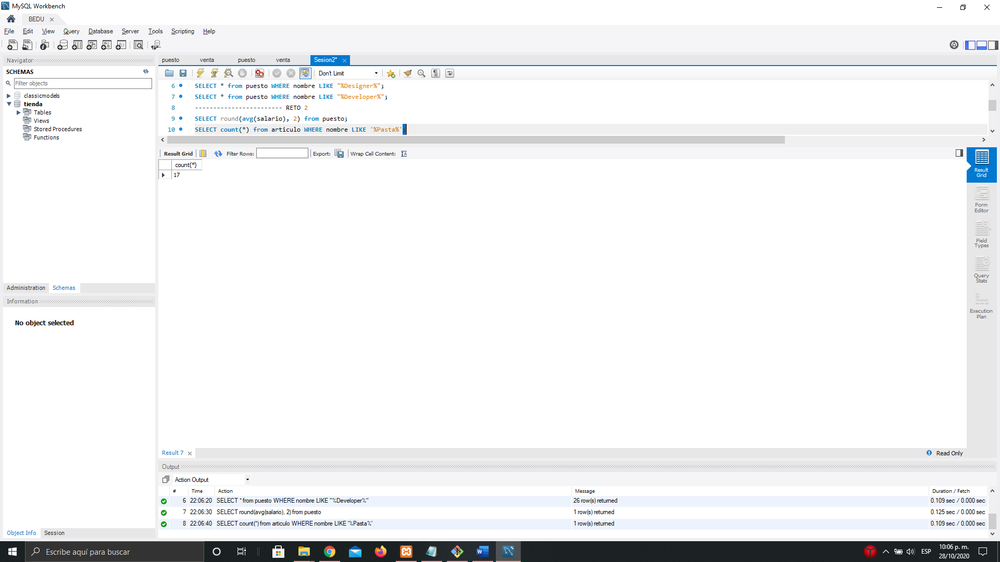 MySQL Workbench
BEDU
File Edit View Query Database Server Tools Scripting Help
Navigator
SCHEMAS
Filter objects
classicmodels
tienda
Tables
Views
Stored Procedures
Functions
Administration Schemas
Information
No object selected
Object Info Session
puesto venta puesto venta Sesion2*
Don't Limit
6 SELECT * from puesto WHERE nombre LIKE "%Designer%";
7 SELECT * from puesto WHERE nombre LIKE "%Developer%";
8 ------------------------ RETO 2
9 SELECT round(avg(salario), 2) from puesto;
10 SELECT count(*) from articulo WHERE nombre LIKE '%Pasta%';
Result Grid Filter Rows: Export: Wrap Cell Content:
count(*)
17
Result
Grid
Form
Editor
Field
Types
Query
Stats
Execution
Plan
Result 7
Read Only
Output
Action Output
# Time Action Message Duration / Fetch
6 22:06:20 SELECT * from puesto WHERE nombre LIKE "%Developer%" 26 row(s) returned 0.109 sec / 0.000 sec
7 22:06:30 SELECT round(avg(salario), 2) from puesto 1 row(s) returned 0.125 sec / 0.000 sec
8 22:06:40 SELECT count(*) from articulo WHERE nombre LIKE '%Pasta%' 1 row(s) returned 0.109 sec / 0.000 sec
Escribe aquí para buscar
ESP
10:06 p. m.
28/10/2020